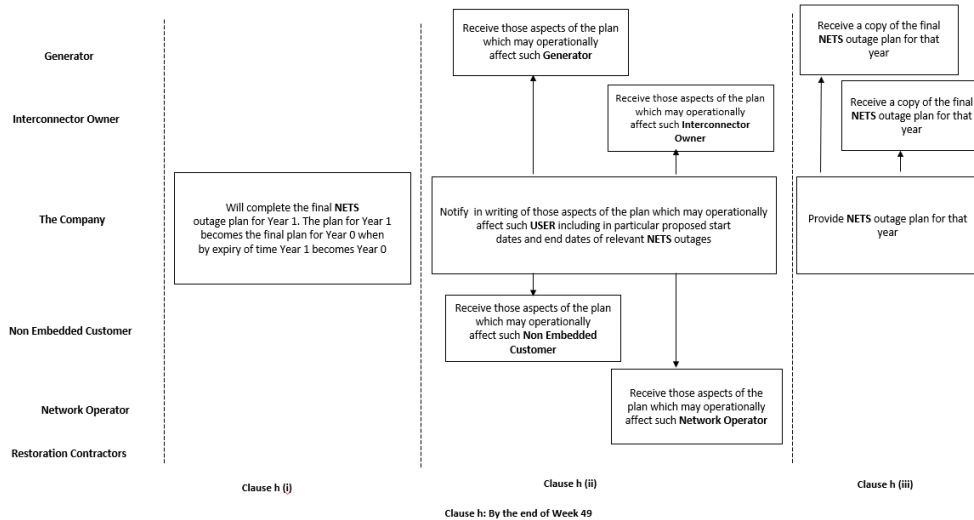 Generator
Interconnector Owner
The Company
Non Embedded Customer
Network Operator
Restoration Contractors
Will complete the final NETS
outage plan for Year 1. The plan for Year 1
becomes the final plan for Year 0 when
by expiry of time Year 1 becomes Year 0
Clause h (i)
Receive those aspects of the plan
which may operationally
affect such Generator
Receive those aspects of the plan
which may operationally
affect such Interconnector
Owner
Notify in writing of those aspects of the plan which may operationally
affect such USER including in particular proposed start
dates and end dates of relevant NETS outages
Receive those aspects of the plan
which may operationally
affect such Non Embedded
Customer
Receive those aspects of the
plan which may operationally
affect such Network Operator
Clause h (ii)
Receive a copy of the final
NETS outage plan for that
year
Receive a copy of the final
NETS outage plan for that
year
Provide NETS outage plan for that
year
Clause h (iii)
Clause h: By the end of Week 49